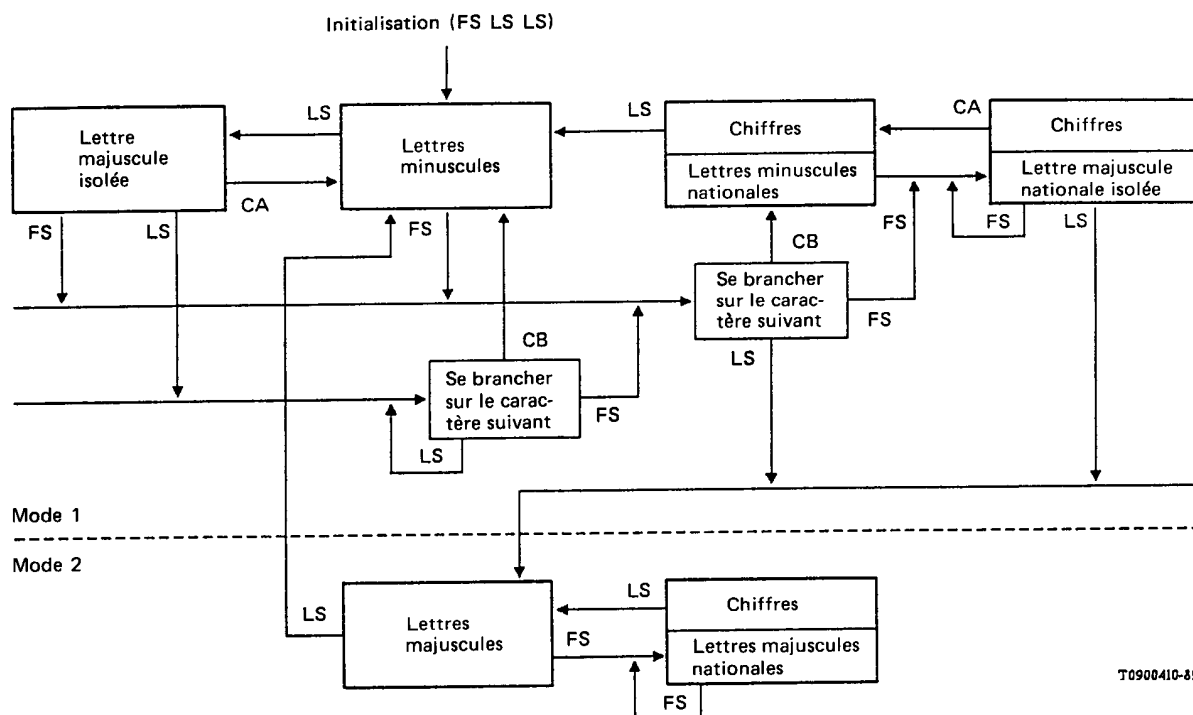 Initialisation (FS LS LS)
Lettre
majuscule
isolée
LS
CA
Lettres
minuscules
LS
Chiffres
Lettres minuscules
nationales
CA
Chiffres
Lettre majuscule
nationale isolée
FS
LS
FS
CB
FS
FS
LS
Se brancher
sur le carac-
tère suivant
FS
LS
CB
Se brancher
sur le carac-
tère suivant
FS
LS
Mode 1
Mode 2
LS
Lettres
majuscules
LS
FS
Chiffres
Lettres majuscules
nationales
FS